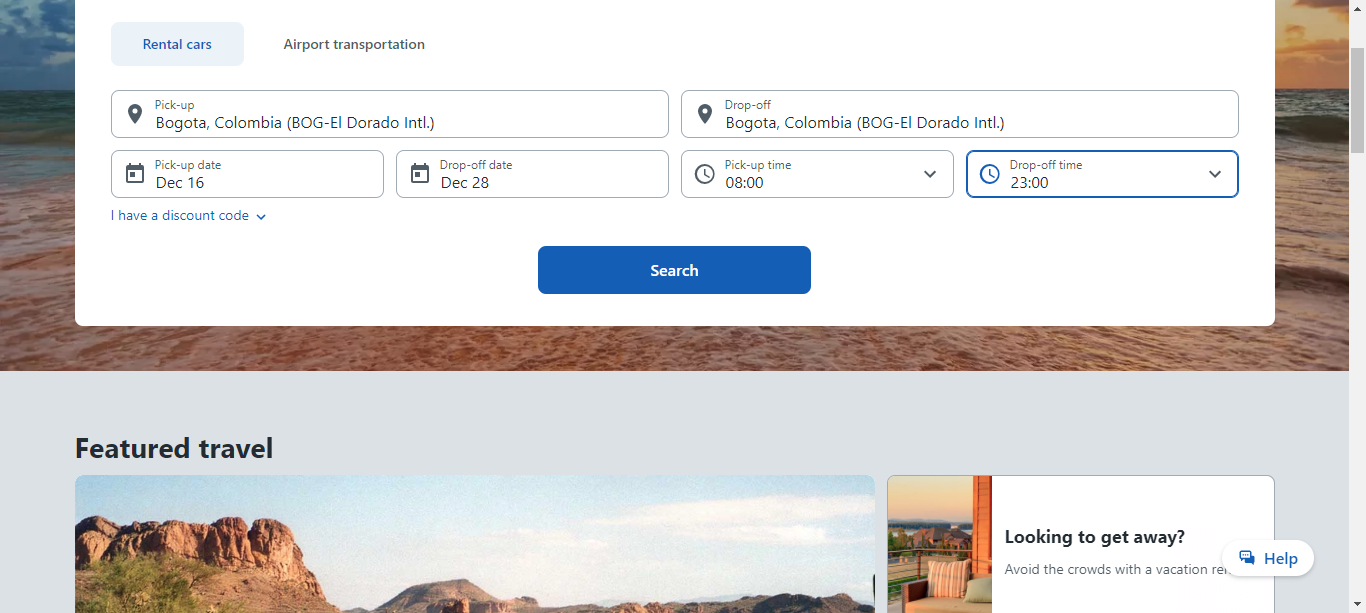 Rental cars
Airport transportation
Pick-up
Bogota, Colombia (BOG-El Dorado Intl.)
Drop-off
Bogota, Colombia (BOG-El Dorado Intl.)
Pick-up date
Dec 16
Drop-off date
Dec 28
Pick-up time
08:00
Drop-off time
23:00
I have a discount code
Search
Featured travel
Looking to get away?
Avoid the crowds with a vacation
Help